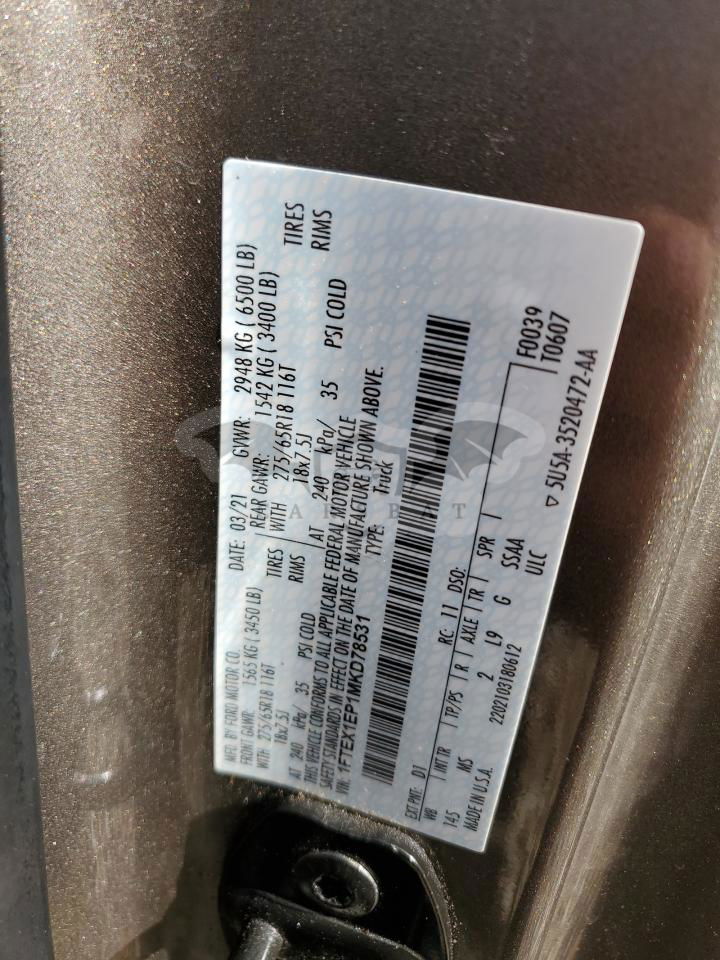 MFD. BY FORD MOTOR CO. DATE: 03/21 GVWR: 2948 KG ( 6500 LB)
FRONT GAWR: 1565 KG ( 3450 LB) REAR GAWR: 1542 KG ( 3400 LB)
WITH 275/65R18 116T TIRES WITH 275/65R18 116T TIRES
18x7.5J RIMS 18x7.5J RIMS
AT 240 kPa/ 35 PSI COLD AT 240 kPa/ 35 PSI COLD
THIS VEHICLE CONFORMS TO ALL APPLICABLE FEDERAL MOTOR VEHICLE
SAFETY STANDARDS IN EFFECT ON THE DATE OF MANUFACTURE SHOWN ABOVE.
VIN: 1FTEX1EP1MKD78531 TYPE: Truck
EXT PNT: D1 RC: 11 DSO: F0039
WB INT TR TP/PS R AXLE TR SPR T0607
145 MS 2 L9 G SSAA
MADE IN U.S.A. 2202103180612 ULC ▽ 5U5A-3520472-AA